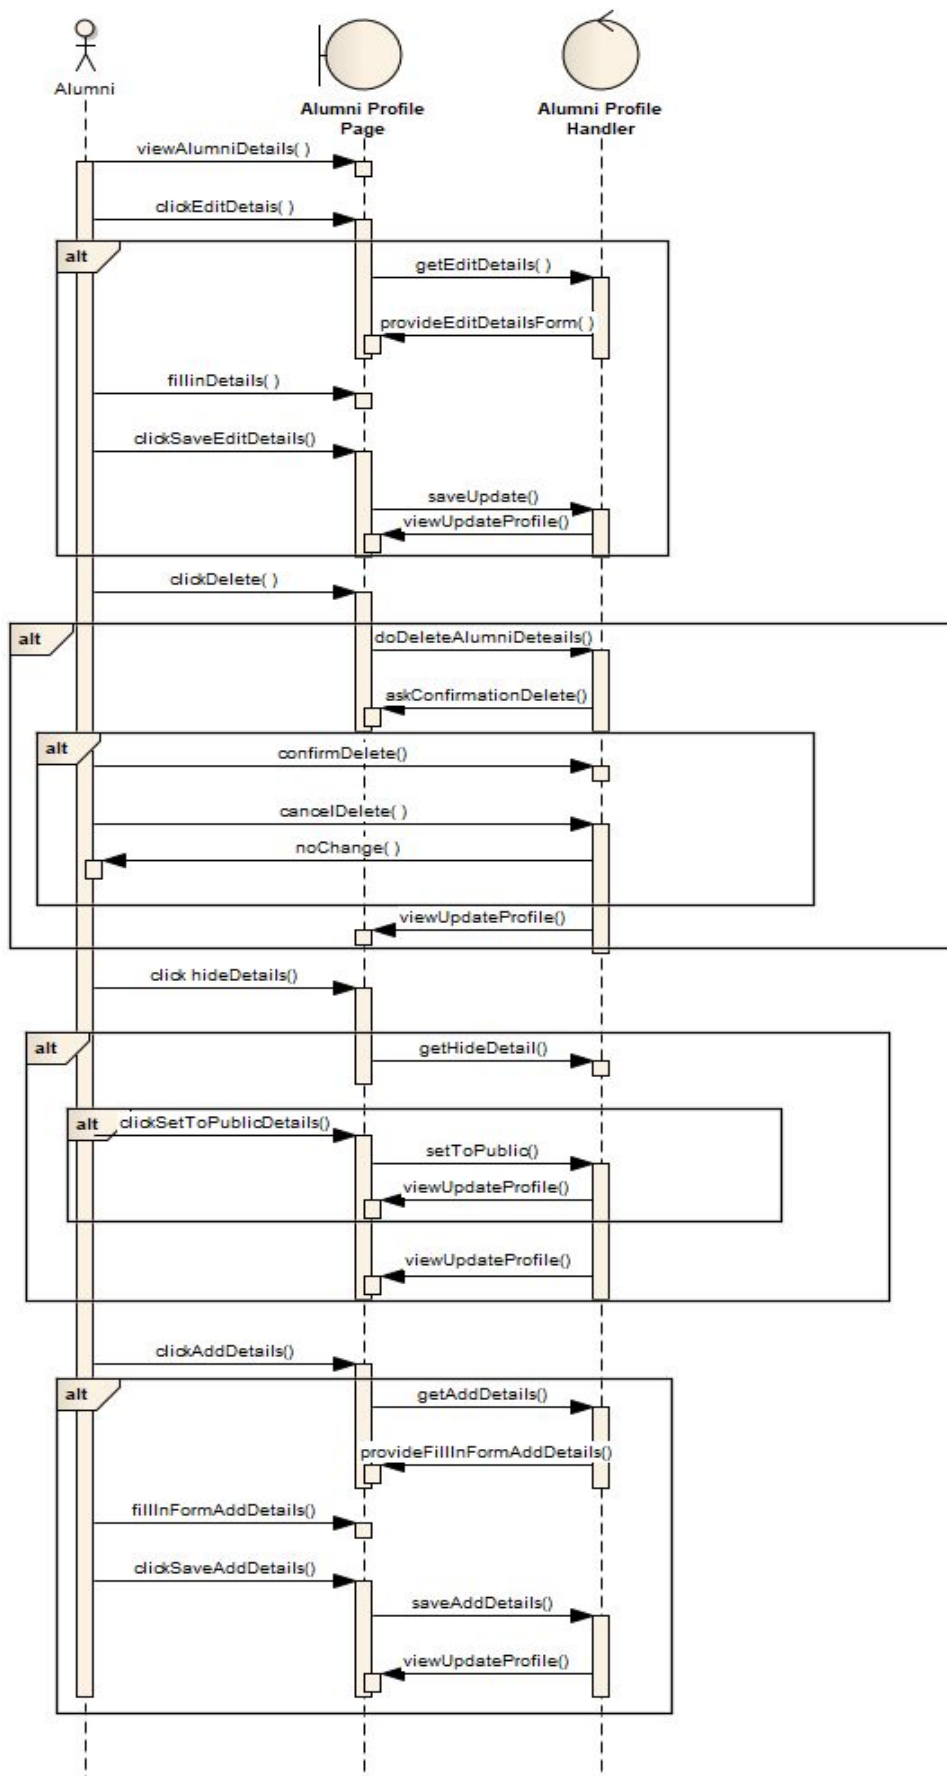 Alumni
Alumni Profile
Page
Alumni Profile
Handler
viewAlumniDetails( )
clickEditDetais( )
alt
getEditDetails( )
provideEditDetailsForm( )
fillinDetails( )
clickSaveEditDetails()
saveUpdate()
viewUpdateProfile()
clickDelete( )
alt
doDeleteAlumniDeteails()
askConfirmationDelete()
alt
confirmDelete()
cancelDelete( )
noChange( )
viewUpdateProfile()
click hideDetails()
alt
getHideDetail()
alt
clickSetToPublicDetails()
setToPublic()
viewUpdateProfile()
viewUpdateProfile()
clickAddDetails()
alt
getAddDetails()
provideFillInFormAddDetails()
fillInFormAddDetails()
clickSaveAddDetails()
saveAddDetails()
viewUpdateProfile()